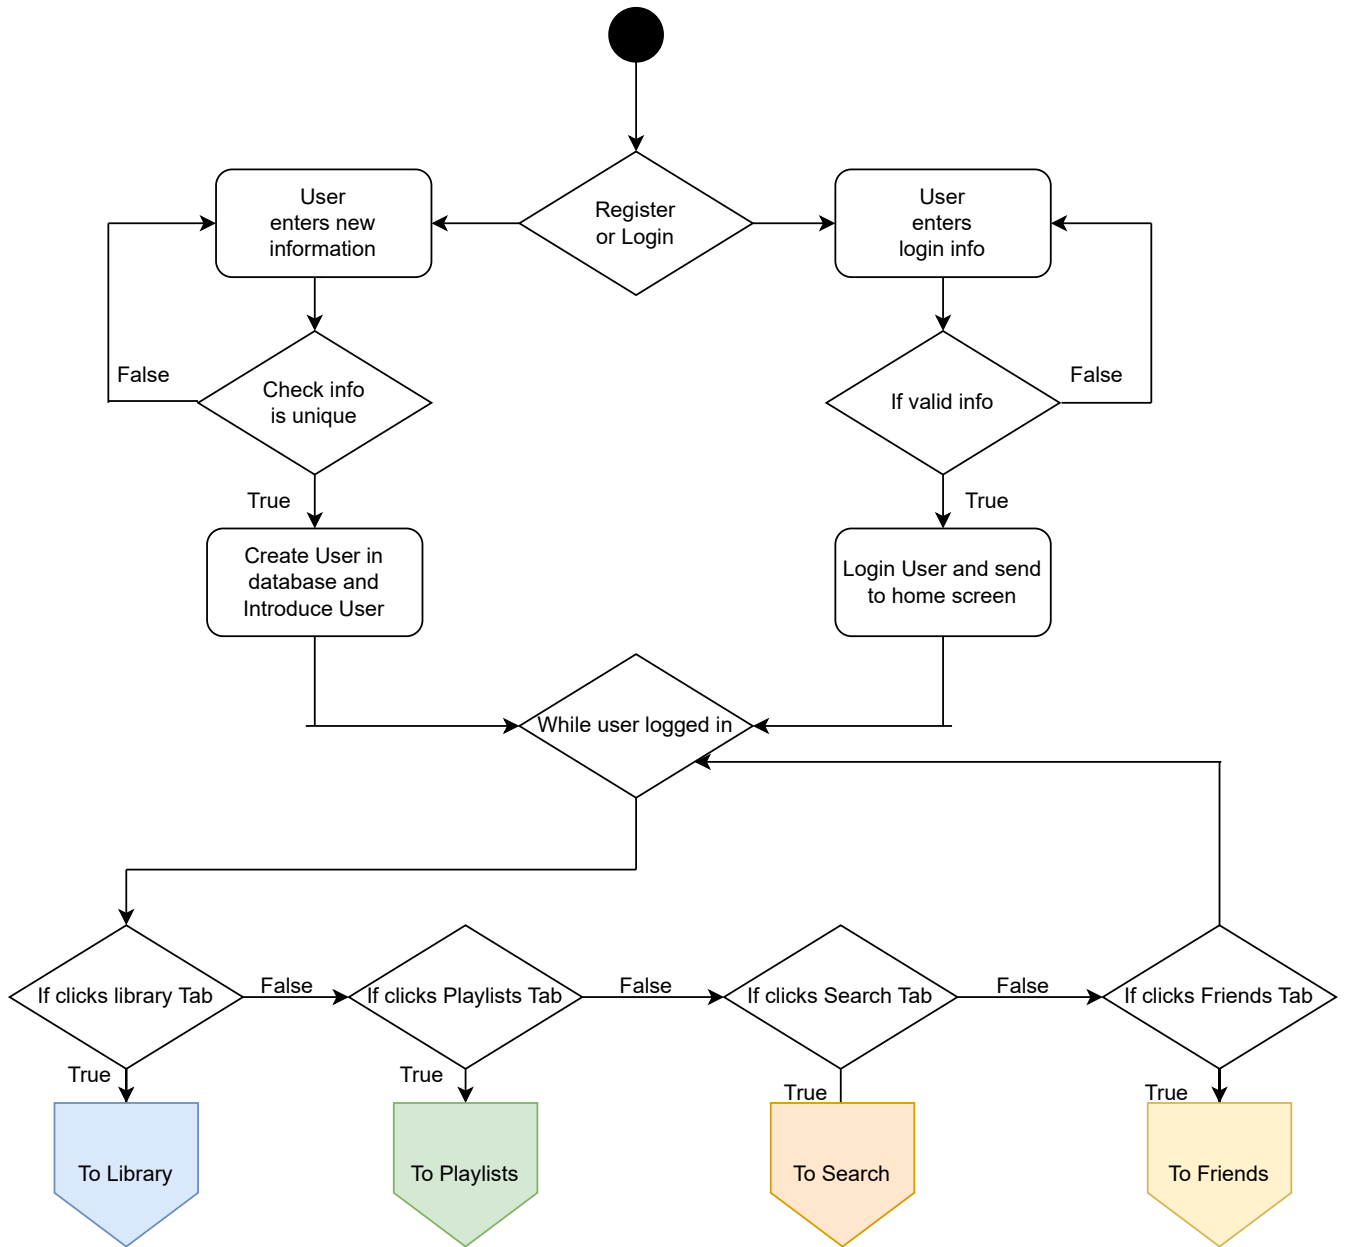 Register
or Login
User
enters new
information
User
enters
login info
False
Check info
is unique
If valid info
False
True
True
Create User in
database and
Introduce User
Login User and send
to home screen
While user logged in
If clicks library Tab
False
If clicks Playlists Tab
False
If clicks Search Tab
False
If clicks Friends Tab
True
True
True
True
To Library
To Playlists
To Search
To Friends